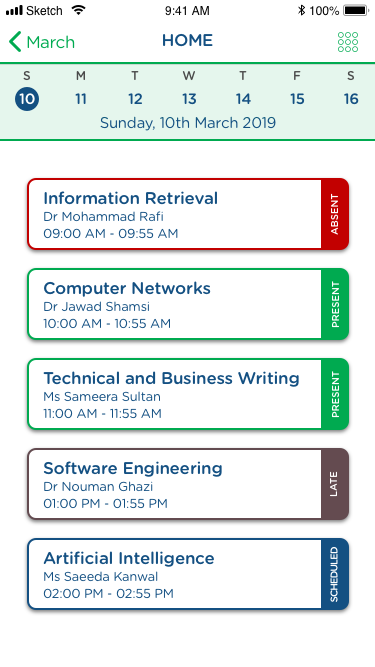 Sketch 9:41 AM 100%
March HOME
S M T W T F S
10 11 12 13 14 15 16
Sunday, 10th March 2019
Information Retrieval
Dr Mohammad Rafi
09:00 AM - 09:55 AM
ABSENT
Computer Networks
Dr Jawad Shamsi
10:00 AM - 10:55 AM
PRESENT
Technical and Business Writing
Ms Sameera Sultan
11:00 AM - 11:55 AM
PRESENT
Software Engineering
Dr Nouman Ghazi
01:00 PM - 01:55 PM
LATE
Artificial Intelligence
Ms Saeeda Kanwal
02:00 PM - 02:55 PM
SCHEDULED